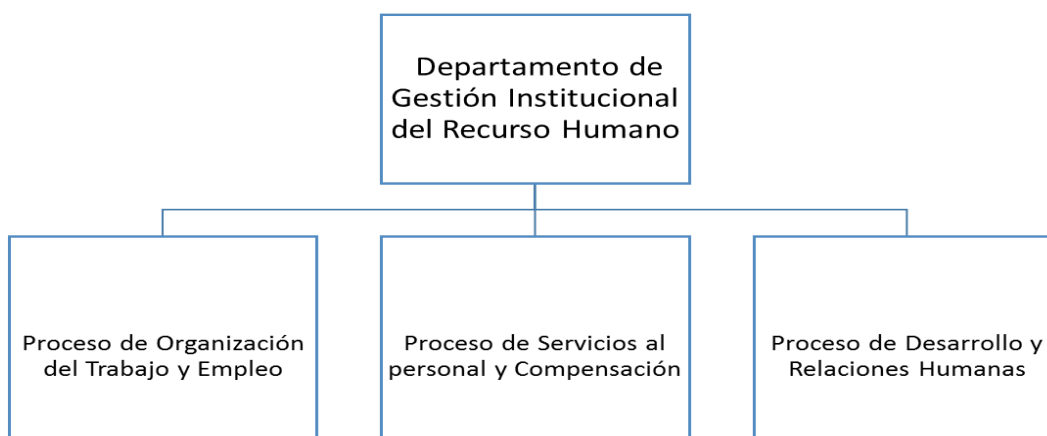 Departamento de
Gestión Institucional
del Recurso Humano
Proceso de Organización
del Trabajo y Empleo
Proceso de Servicios al
personal y Compensación
Proceso de Desarrollo y
Relaciones Humanas